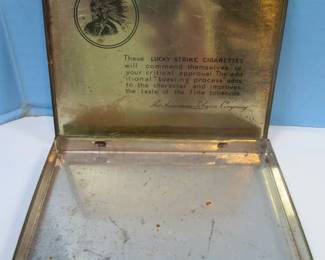 These LUCKY STRIKE CIGARETTES
will commend themselves to
your critical approval. The add
itional "toasting process" adds
to the character and improves
the taste of the fine tobaccos.
The American Tobacco Company